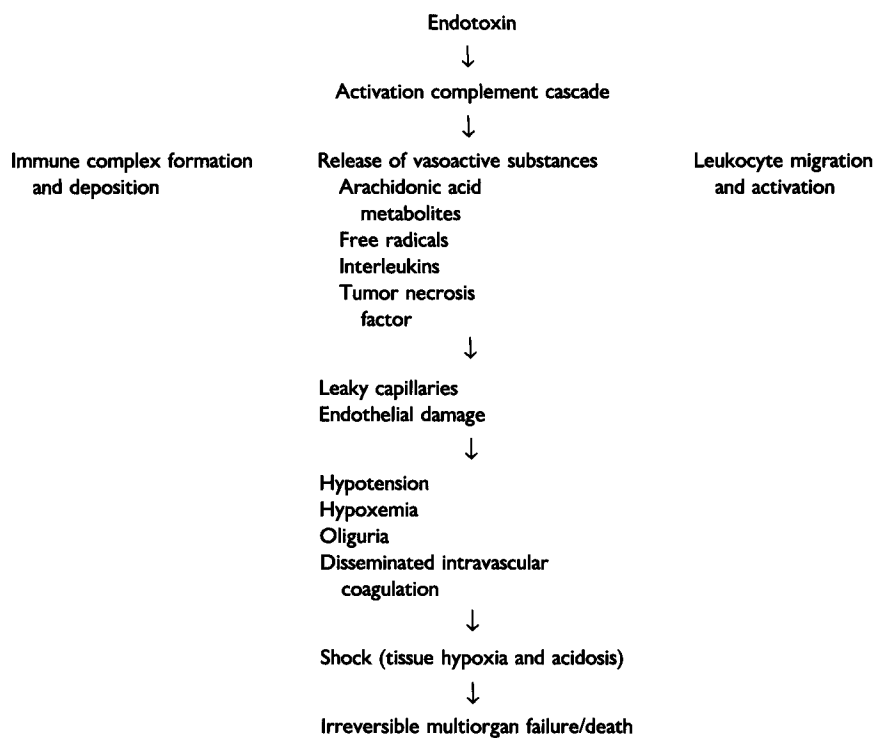 Endotoxin
↓
Activation complement cascade
↓
Immune complex formation
and deposition
Release of vasoactive substances
Arachidonic acid
metabolites
Free radicals
Interleukins
Tumor necrosis
factor
Leukocyte migration
and activation
↓
Leaky capillaries
Endothelial damage
↓
Hypotension
Hypoxemia
Oliguria
Disseminated intravascular
coagulation
↓
Shock (tissue hypoxia and acidosis)
↓
Irreversible multiorgan failure/death